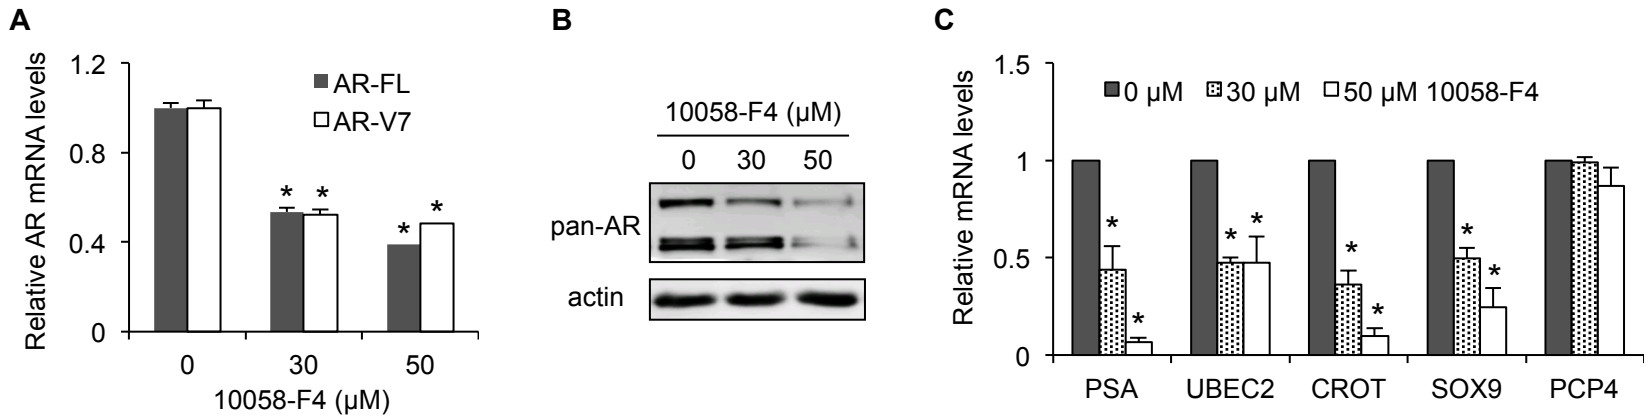 A
Relative AR mRNA levels
1.2
0.8
0.4
0
AR-FL
AR-V7
*
*
*
*
0
30
50
10058-F4 (μM)
B
10058-F4 (μM)
0 30 50
pan-AR
actin
C
Relative mRNA levels
1.5
1
0.5
0
0 μM 30 μM 50 μM 10058-F4
*
*
*
*
*
*
*
*
PSA
UBEC2
CROT
SOX9
PCP4